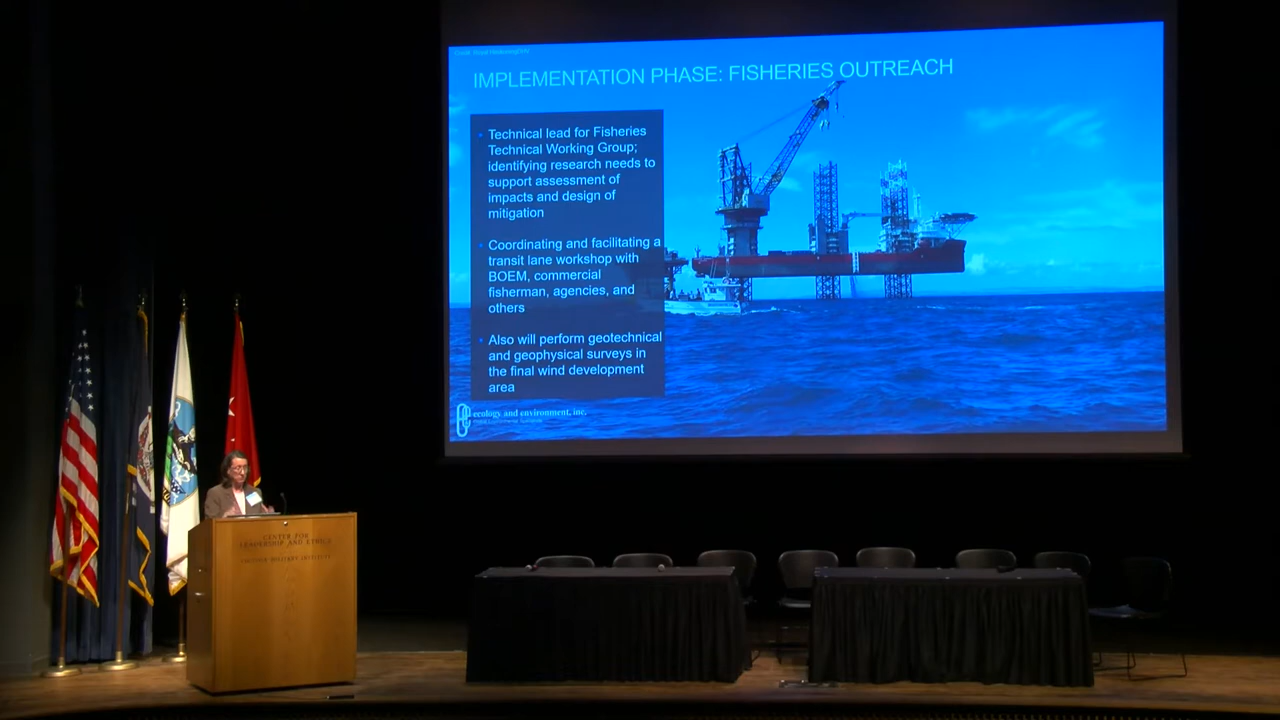 IMPLEMENTATION PHASE: FISHERIES OUTREACH
• Technical lead for Fisheries
Technical Working Group;
identifying research needs to
support assessment of
impacts and design of
mitigation
• Coordinating and facilitating a
transit lane workshop with
BOEM, commercial
fisherman, agencies, and
others
• Also will perform geotechnical
and geophysical surveys in
the final wind development
area
ecology and environment, inc.
CENTER FOR
LEADERSHIP AND ETHICS
VIRGINIA MILITARY INSTITUTE